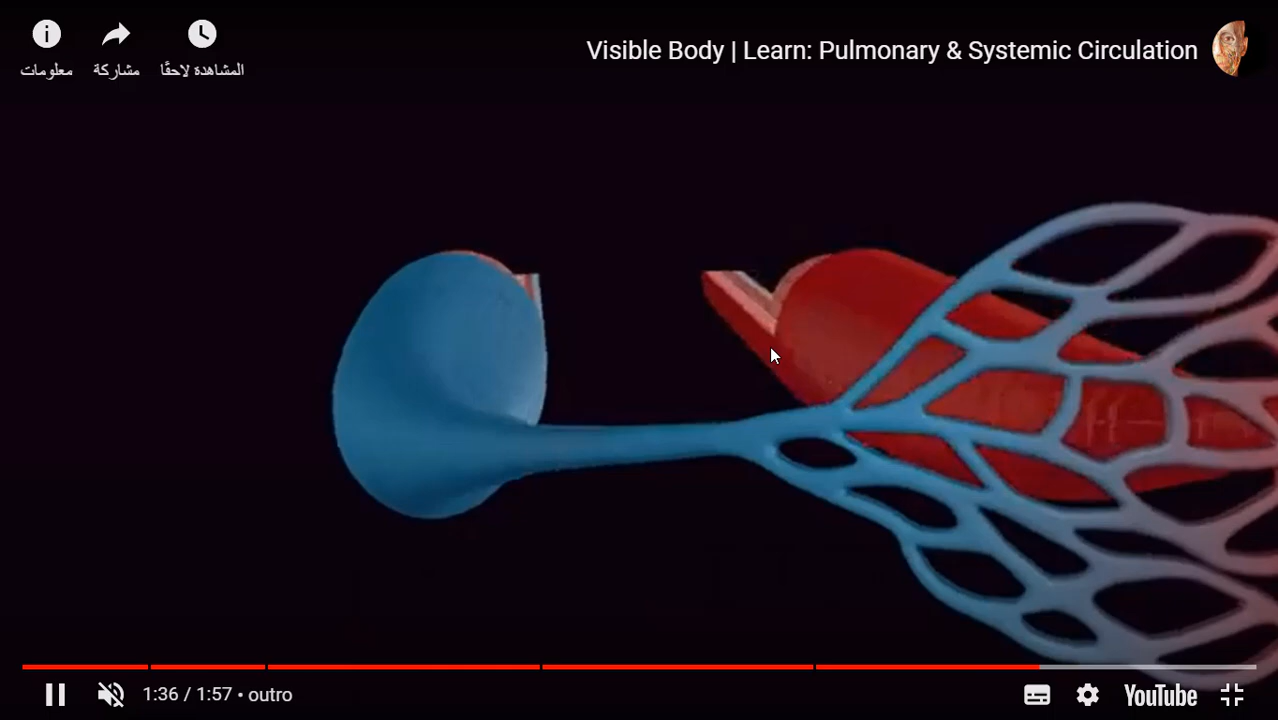 Visible Body | Learn: Pulmonary & Systemic Circulation
معلومات
مشاركة
المشاهدة لاحقًا
1:36 / 1:57 • outro
YouTube